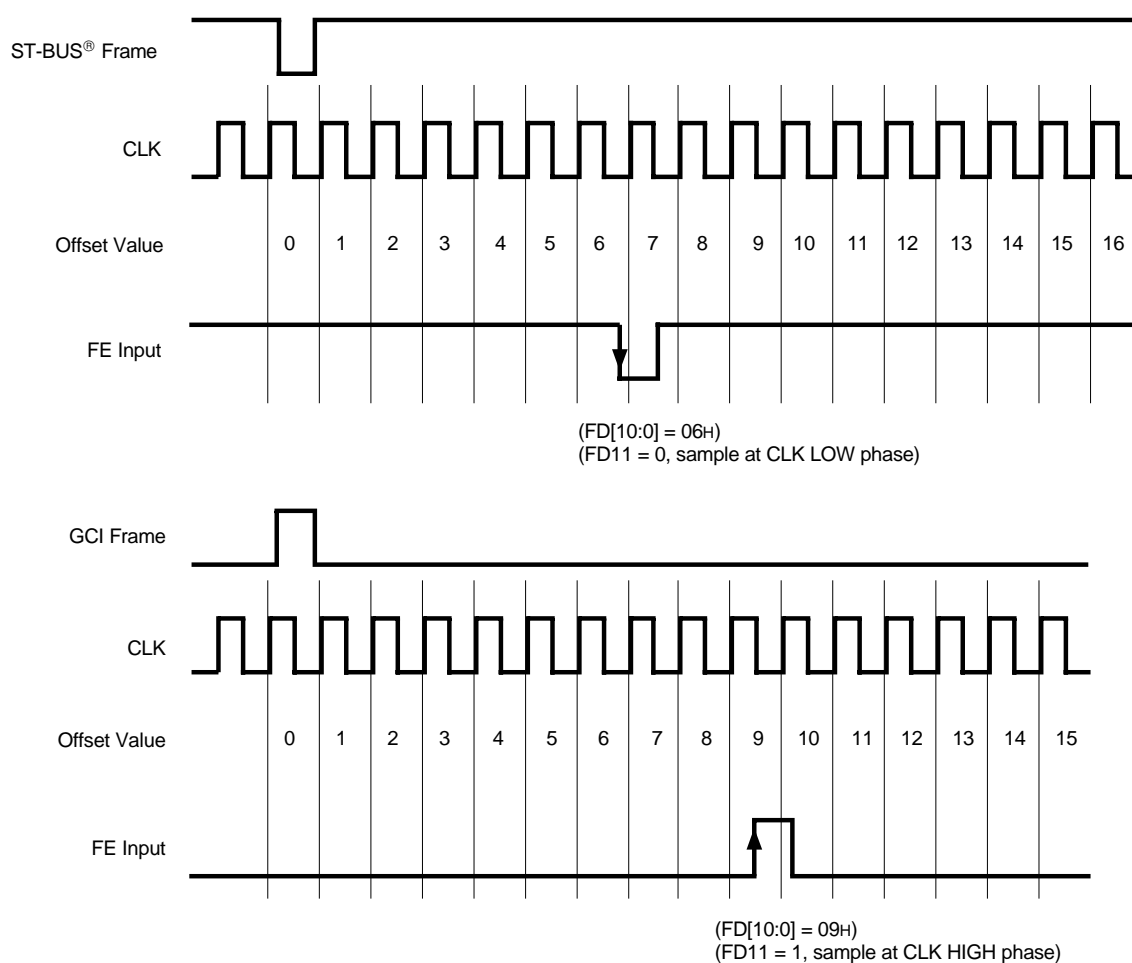 ST-BUS® Frame
CLK
Offset Value 0 1 2 3 4 5 6 7 8 9 10 11 12 13 14 15 16
FE Input
(FD[10:0] = 06H)
(FD11 = 0, sample at CLK LOW phase)
GCI Frame
CLK
Offset Value 0 1 2 3 4 5 6 7 8 9 10 11 12 13 14 15
FE Input
(FD[10:0] = 09H)
(FD11 = 1, sample at CLK HIGH phase)